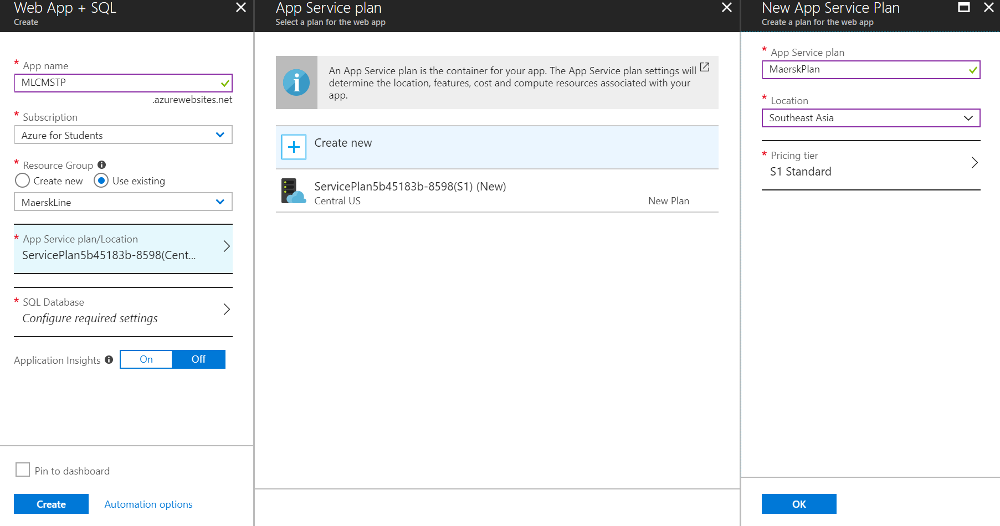 Web App + SQL
Create
* App name
MLCMSTP
.azurewebsites.net
* Subscription
Azure for Students
* Resource Group
Create new
Use existing
MaerskLine
* App Service plan/Location
ServicePlan5b45183b-8598(Cent...
* SQL Database
Configure required settings
Application Insights
On
Off
Pin to dashboard
Create
Automation options
App Service plan
Select a plan for the web app
An App Service plan is the container for your app. The App Service plan settings will
determine the location, features, cost and compute resources associated with your
app.
Create new
ServicePlan5b45183b-8598(S1) (New)
Central US
New Plan
New App Service Plan
Create a plan for the web app
* App Service plan
MaerskPlan
* Location
Southeast Asia
* Pricing tier
S1 Standard
OK